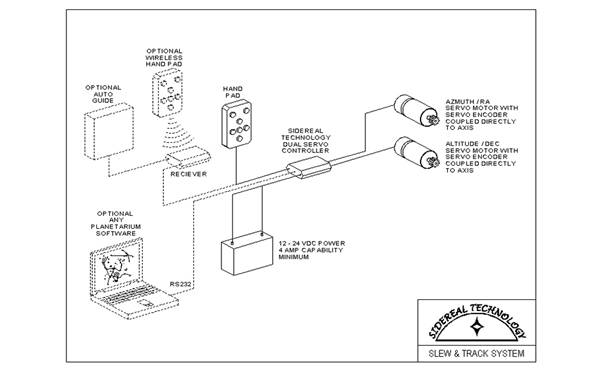 OPTIONAL
WIRELESS
HAND PAD
OPTIONAL
AUTO
GUIDE
HAND
PAD
SIDEREAL
TECHNOLOGY
DUAL SERVO
CONTROLLER
AZMUTH / RA
SERVO MOTOR WITH
SERVO ENCODER
COUPLED DIRECTLY
TO AXIS
ALTITUDE / DEC
SERVO MOTOR WITH
SERVO ENCODER
COUPLED DIRECTLY
TO AXIS
RECIEVER
OPTIONAL
ANY
PLANETARIUM
SOFTWARE
RS232
12 - 24 VDC POWER
4 AMP CAPABILITY
MINIMUM
SIDEREAL TECHNOLOGY
SLEW & TRACK SYSTEM